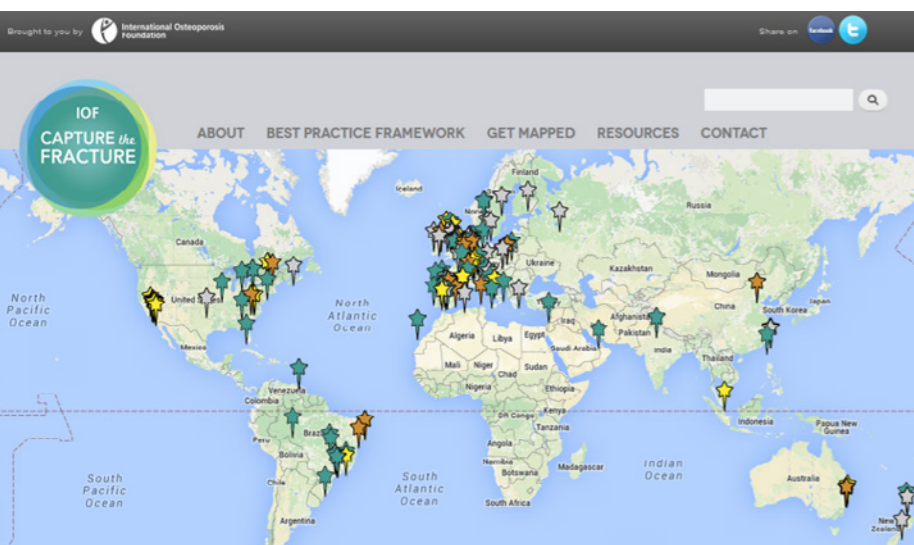 Brought to you by
International Osteoporosis
Foundation
Share on
facebook
IOF
CAPTURE the
FRACTURE
ABOUT BEST PRACTICE FRAMEWORK GET MAPPED RESOURCES CONTACT
Iceland
Finland
Russia
Canada
Ukraine
Kazakhstan
Mongolia
North
Pacific
Ocean
North
Atlantic
Ocean
China
Japan
South Korea
Afghanistan
Iraq
Pakistan
Mexico
Algeria
Libya
Egypt
Saudi Arabia
India
Thailand
Mali
Niger
Chad
Sudan
Nigeria
Ethiopia
Venezuela
Colombia
DR Congo
Kenya
Tanzania
Indonesia
Papua New
Guinea
Peru
Brazil
Bolivia
Angola
Namibia
Botswana
Madagascar
Indian
Ocean
Australia
South
Pacific
Ocean
Chile
South
Atlantic
Ocean
South Africa
Argentina
New
Zealand